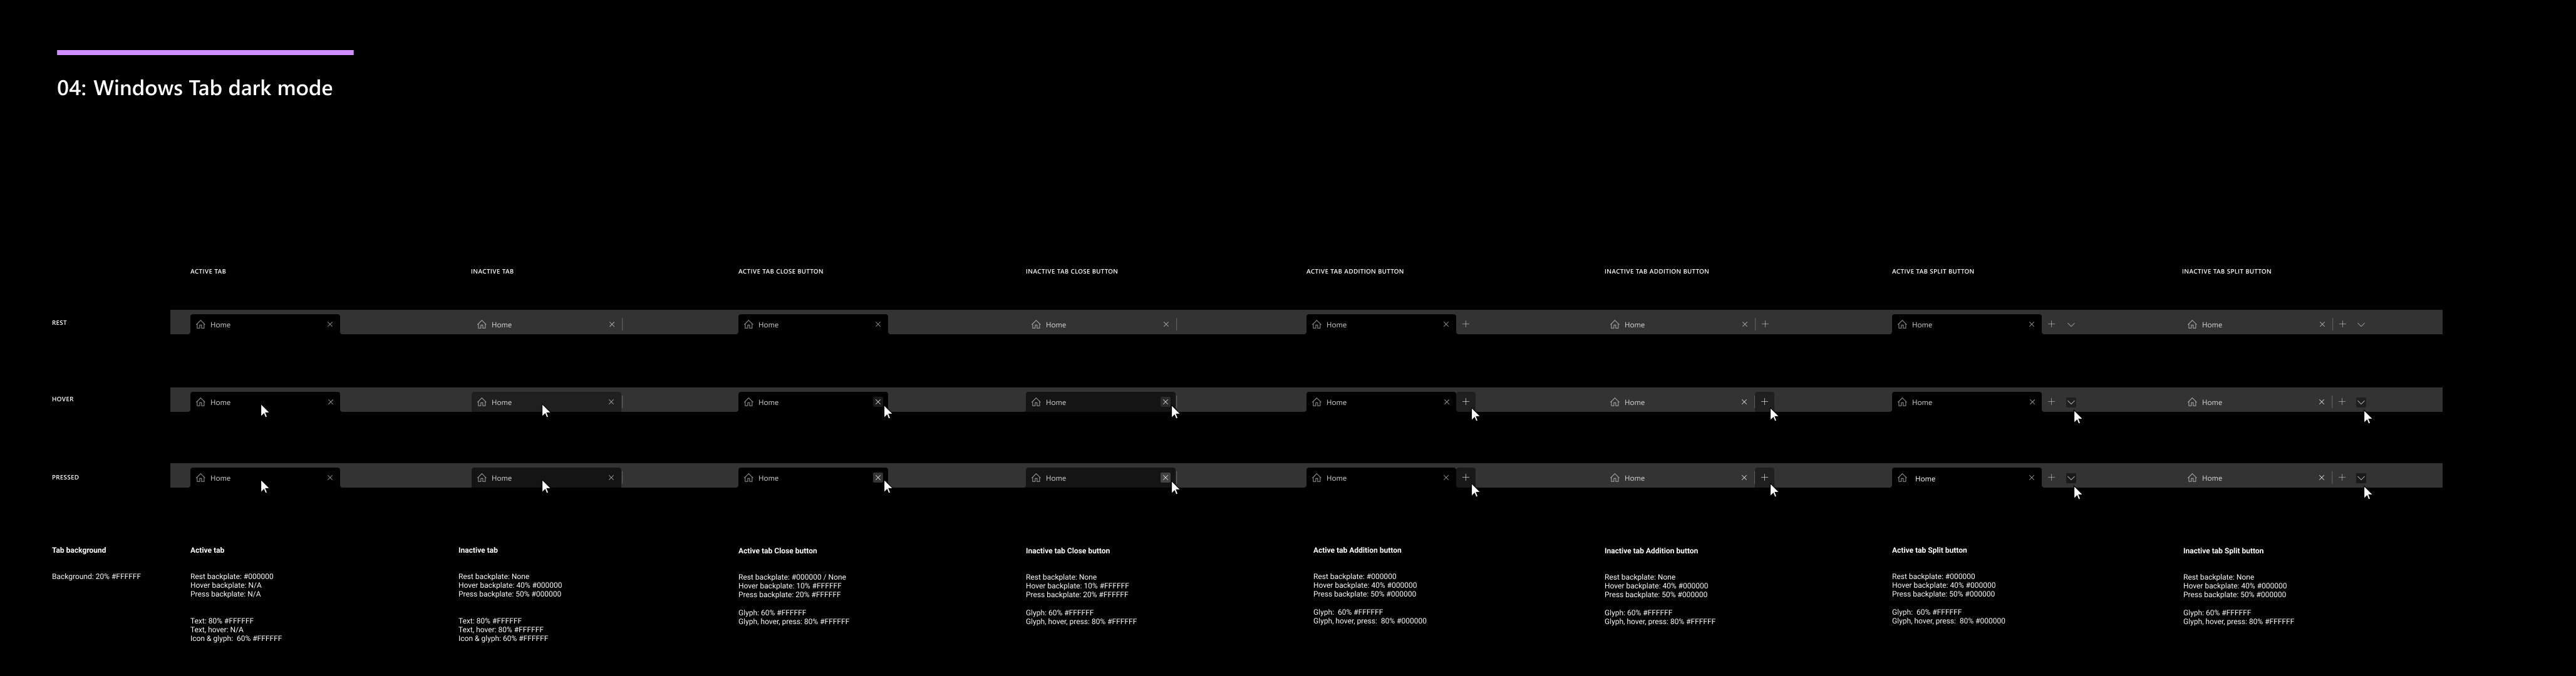 04: Windows Tab dark mode
ACTIVE TAB
INACTIVE TAB
ACTIVE TAB CLOSE BUTTON
INACTIVE TAB CLOSE BUTTON
ACTIVE TAB ADDITION BUTTON
INACTIVE TAB ADDITION BUTTON
ACTIVE TAB SPLIT BUTTON
INACTIVE TAB SPLIT BUTTON
REST
Home
Home
Home
Home
Home
Home
Home
Home
HOVER
Home
Home
Home
Home
Home
Home
Home
Home
PRESSED
Home
Home
Home
Home
Home
Home
Home
Home
Tab background
Background: 20% #FFFFFF
Active tab
Rest backplate: #000000
Hover backplate: N/A
Press backplate: N/A
Text: 80% #FFFFFF
Text, hover: N/A
Icon & glyph: 60% #FFFFFF
Inactive tab
Rest backplate: None
Hover backplate: 40% #000000
Press backplate: 50% #000000
Text: 80% #FFFFFF
Text, hover: 80% #FFFFFF
Icon & glyph: 60% #FFFFFF
Active tab Close button
Rest backplate: #000000 / None
Hover backplate: 10% #FFFFFF
Press backplate: 20% #FFFFFF
Glyph: 60% #FFFFFF
Glyph, hover, press: 80% #FFFFFF
Inactive tab Close button
Rest backplate: None
Hover backplate: 10% #FFFFFF
Press backplate: 20% #FFFFFF
Glyph: 60% #FFFFFF
Glyph, hover, press: 80% #FFFFFF
Active tab Addition button
Rest backplate: #000000
Hover backplate: 40% #000000
Press backplate: 50% #000000
Glyph: 60% #FFFFFF
Glyph, hover, press: 80% #000000
Inactive tab Addition button
Rest backplate: None
Hover backplate: 40% #000000
Press backplate: 50% #000000
Glyph: 60% #FFFFFF
Glyph, hover, press: 80% #FFFFFF
Active tab Split button
Rest backplate: #000000
Hover backplate: 40% #000000
Press backplate: 50% #000000
Glyph: 60% #FFFFFF
Glyph, hover, press: 80% #000000
Inactive tab Split button
Rest backplate: None
Hover backplate: 40% #000000
Press backplate: 50% #000000
Glyph: 60% #FFFFFF
Glyph, hover, press: 80% #FFFFFF